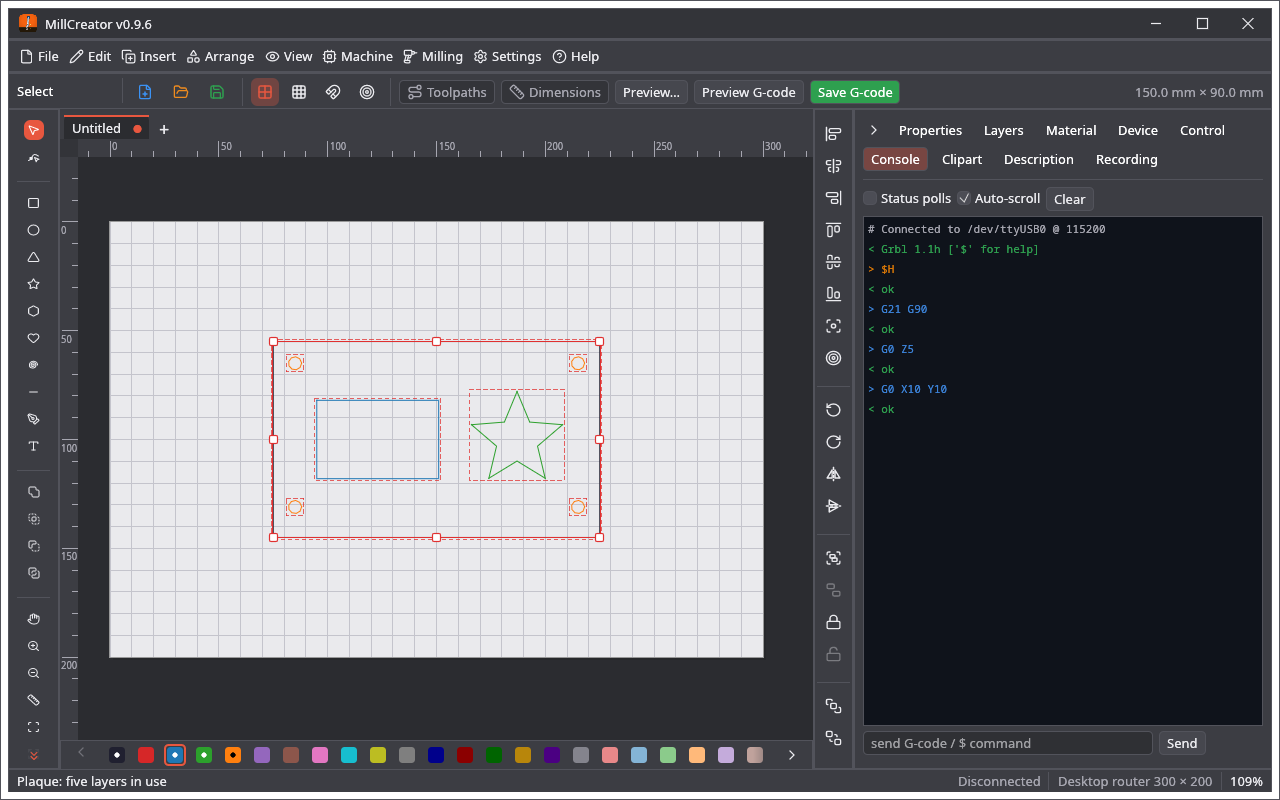 MillCreator v0.9.6
File Edit Insert Arrange View Machine Milling Settings Help
Select Toolpaths Dimensions Preview... Preview G-code Save G-code 150.0 mm × 90.0 mm
Untitled +
0 50 100 150 200 250 300
0
50
100
150
200
Properties Layers Material Device Control
Console Clipart Description Recording
Status polls Auto-scroll Clear
# Connected to /dev/ttyUSB0 @ 115200
< Grbl 1.1h ['$' for help]
> $H
< ok
> G21 G90
< ok
> G0 Z5
< ok
> G0 X10 Y10
< ok
send G-code / $ command Send
Plaque: five layers in use Disconnected Desktop router 300 × 200 109%